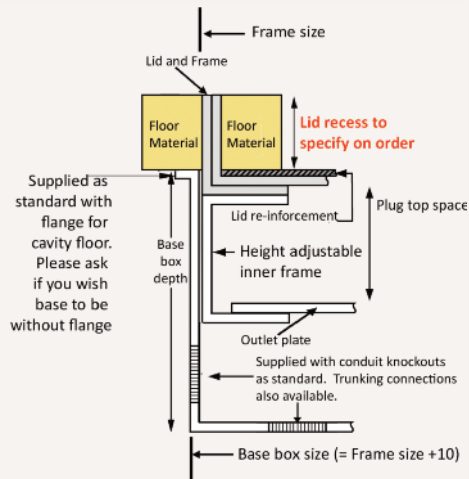 Frame size
Lid and Frame
Floor
Material
Floor
Material
Lid recess to
specify on order
Supplied as
standard with
flange for
cavity floor.
Please ask
if you wish
base to be
without flange
Base
box
depth
Lid re-inforcement
Plug top space
Height adjustable
inner frame
Outlet plate
Supplied with conduit knockouts
as standard. Trunking connections
also available.
Base box size (= Frame size +10)